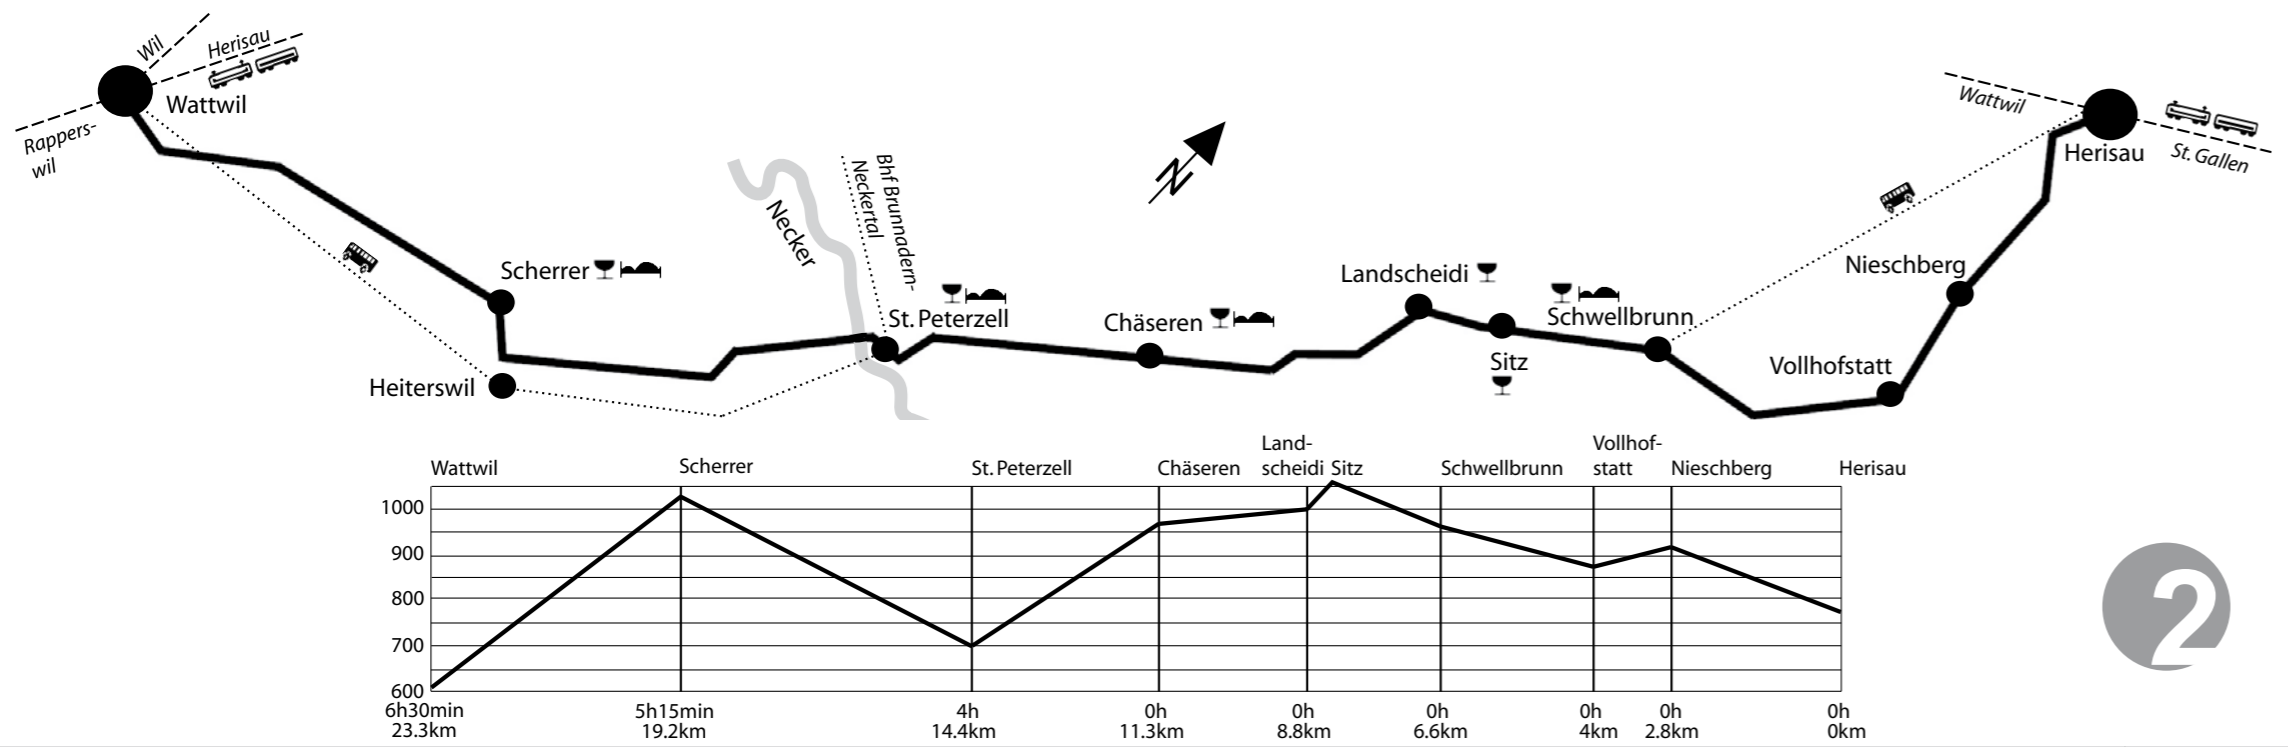 Wil
Herisau
Wattwil
Rappers-
wil
Scherrer
Heiterswil
Necker
Bhf Brunnadern-
Neckertal
St. Peterzell
Chäseren
N
Landscheidi
Sitz
Schwellbrunn
Vollhofstatt
Nieschberg
Wattwil
Herisau
St. Gallen
Wattwil
Scherrer
St. Peterzell
Chäseren
Land-
scheidi
Sitz
Schwellbrunn
Vollhof-
statt
Nieschberg
Herisau
1000
900
800
700
600
6h30min 5h15min 4h 0h 0h 0h 0h 0h 0h
23.3km 19.2km 14.4km 11.3km 8.8km 6.6km 4km 2.8km 0km
2